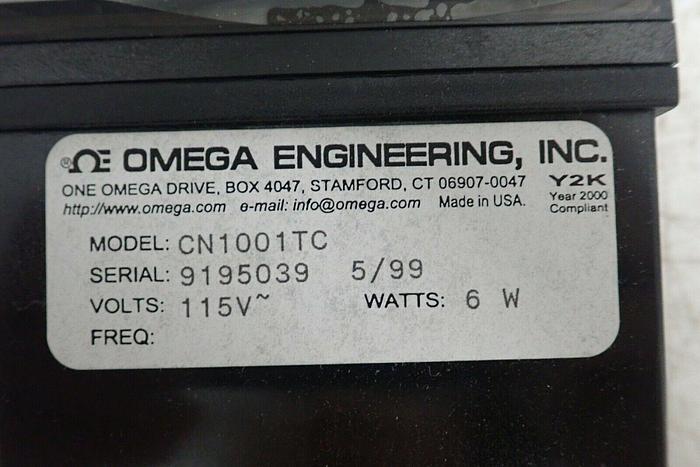 ®ΩE OMEGA ENGINEERING, INC.
ONE OMEGA DRIVE, BOX 4047, STAMFORD, CT 06907-0047 Y2K
http://www.omega.com e-mail: info@omega.com Made in USA. Year 2000
Compliant
MODEL: CN1001TC
SERIAL: 9195039 5/99
VOLTS: 115V~ WATTS: 6 W
FREQ: